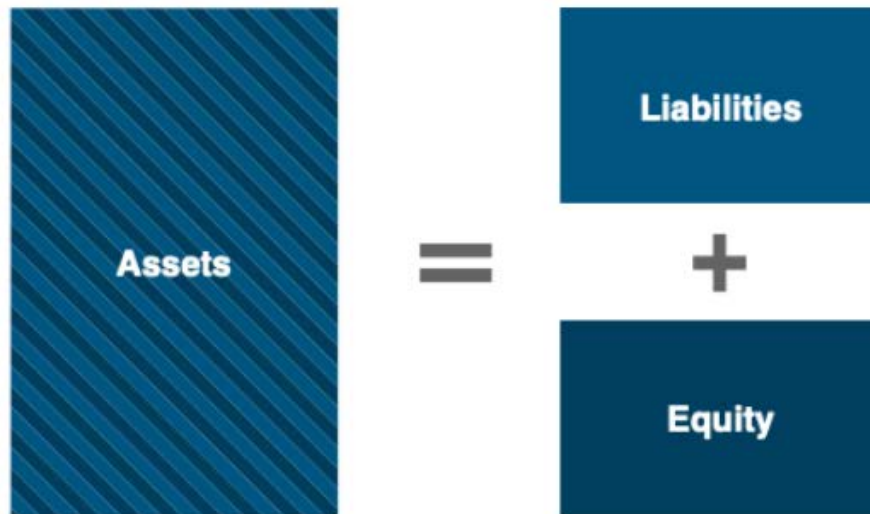 Assets
=
Liabilities
+
Equity